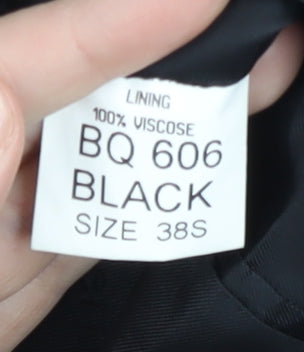 LINING
100% VISCOSE
BQ 606
BLACK
SIZE 38S